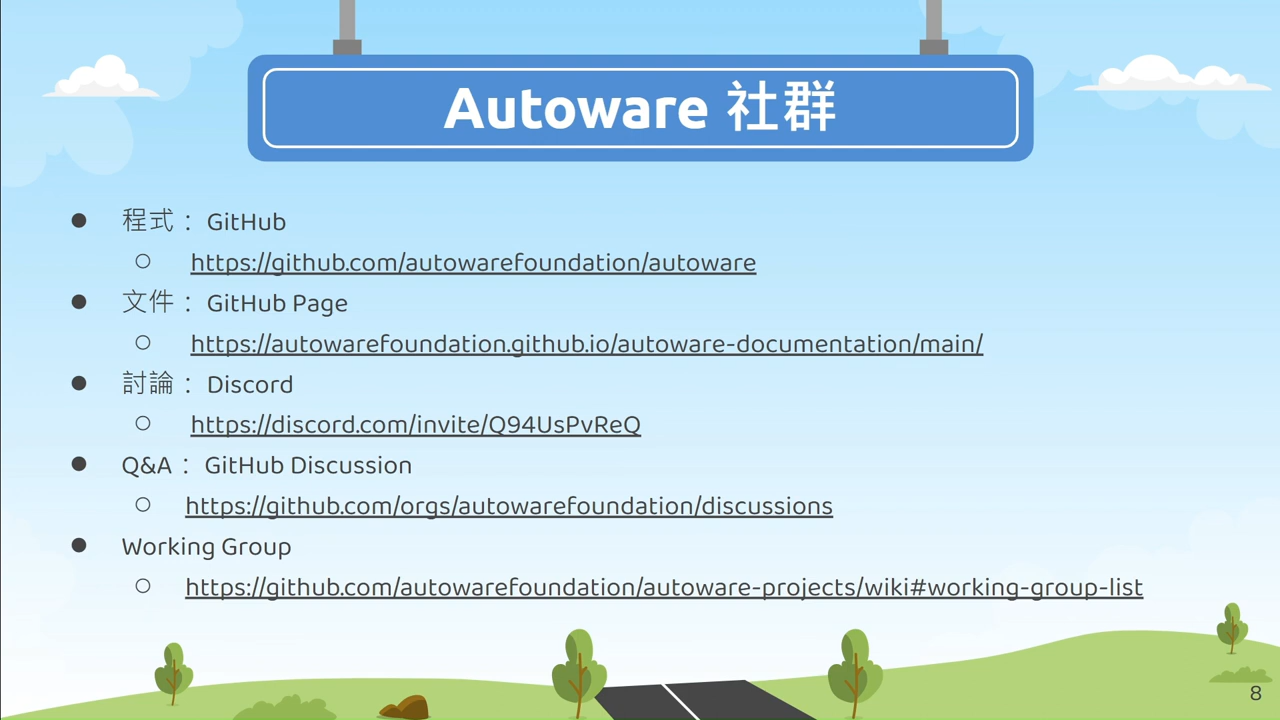 Autoware 社群
● 程式：GitHub
○ https://github.com/autowarefoundation/autoware
● 文件：GitHub Page
○ https://autowarefoundation.github.io/autoware-documentation/main/
● 討論：Discord
○ https://discord.com/invite/Q94UsPvReQ
● Q&A：GitHub Discussion
○ https://github.com/orgs/autowarefoundation/discussions
● Working Group
○ https://github.com/autowarefoundation/autoware-projects/wiki#working-group-list
8